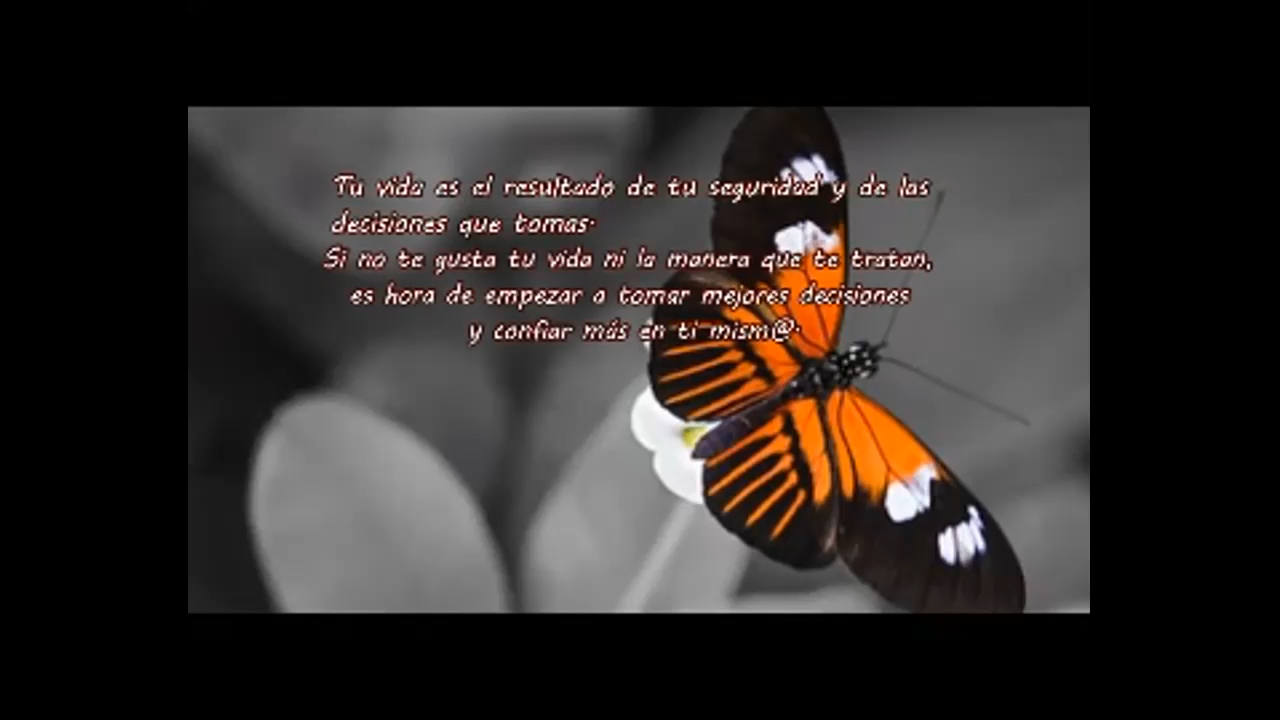 Tu vida es el resultado de tu seguridad y de las
decisiones que tomas.
Si no te gusta tu vida ni la manera que te tratan,
es hora de empezar a tomar mejores decisiones
y confiar más en ti mism@.